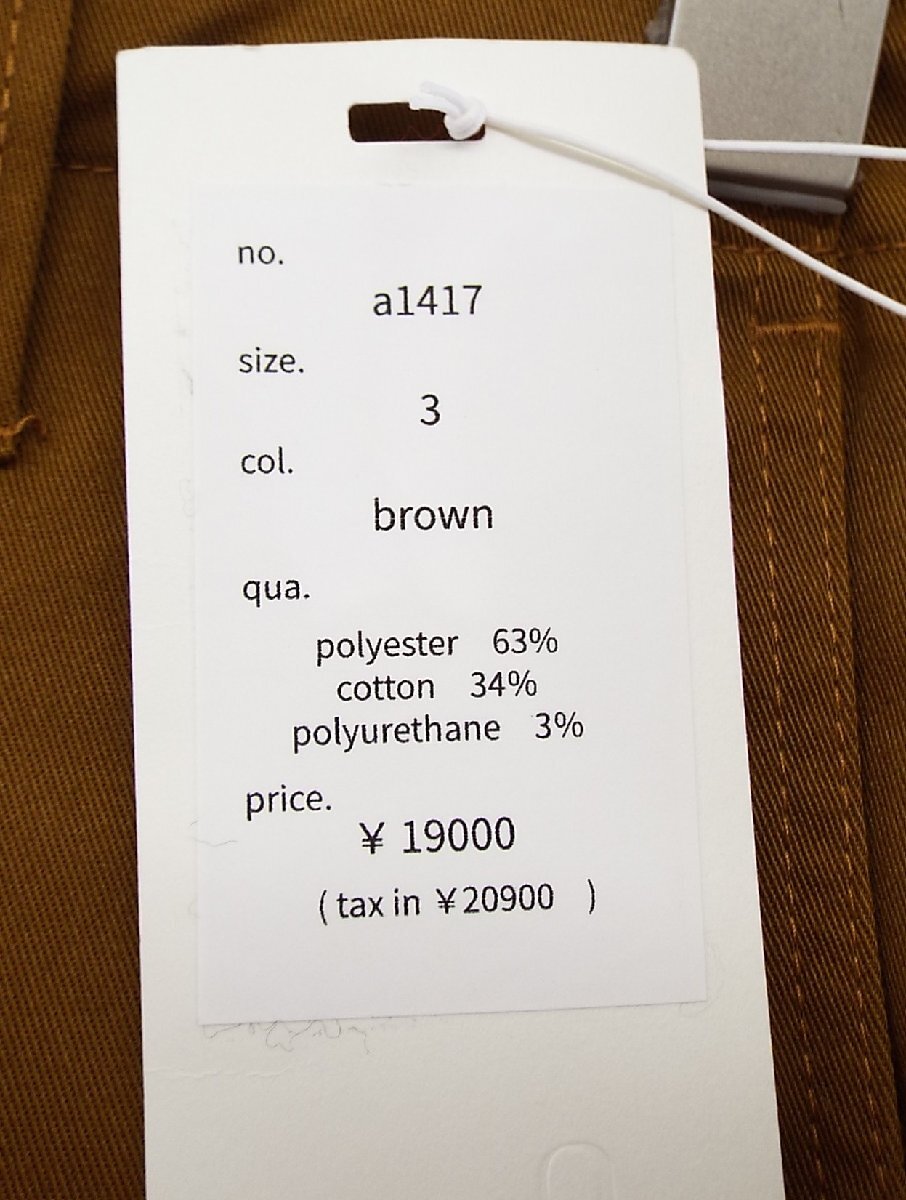 no.
a1417
size.
3
col.
brown
qua.
polyester 63%
cotton 34%
polyurethane 3%
price.
¥ 19000
( tax in ¥20900 )